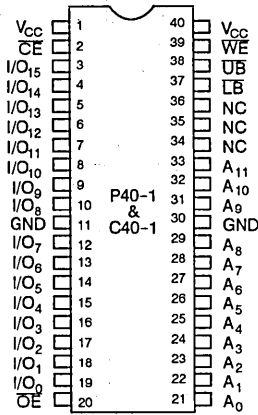 VCC 1 40 VCC
CE 2 39 WE
I/O15 3 38 UB
I/O14 4 37 LB
I/O13 5 36 NC
I/O12 6 35 NC
I/O11 7 34 NC
I/O10 8 33 A11
I/O9 9 32 A10
I/O8 10 P40-1 31 A9
GND 11 & 30 GND
I/O7 12 C40-1 29 A8
I/O6 13 28 A7
I/O5 14 27 A6
I/O4 15 26 A5
I/O3 16 25 A4
I/O2 17 24 A3
I/O1 18 23 A2
I/O0 19 22 A1
OE 20 21 A0